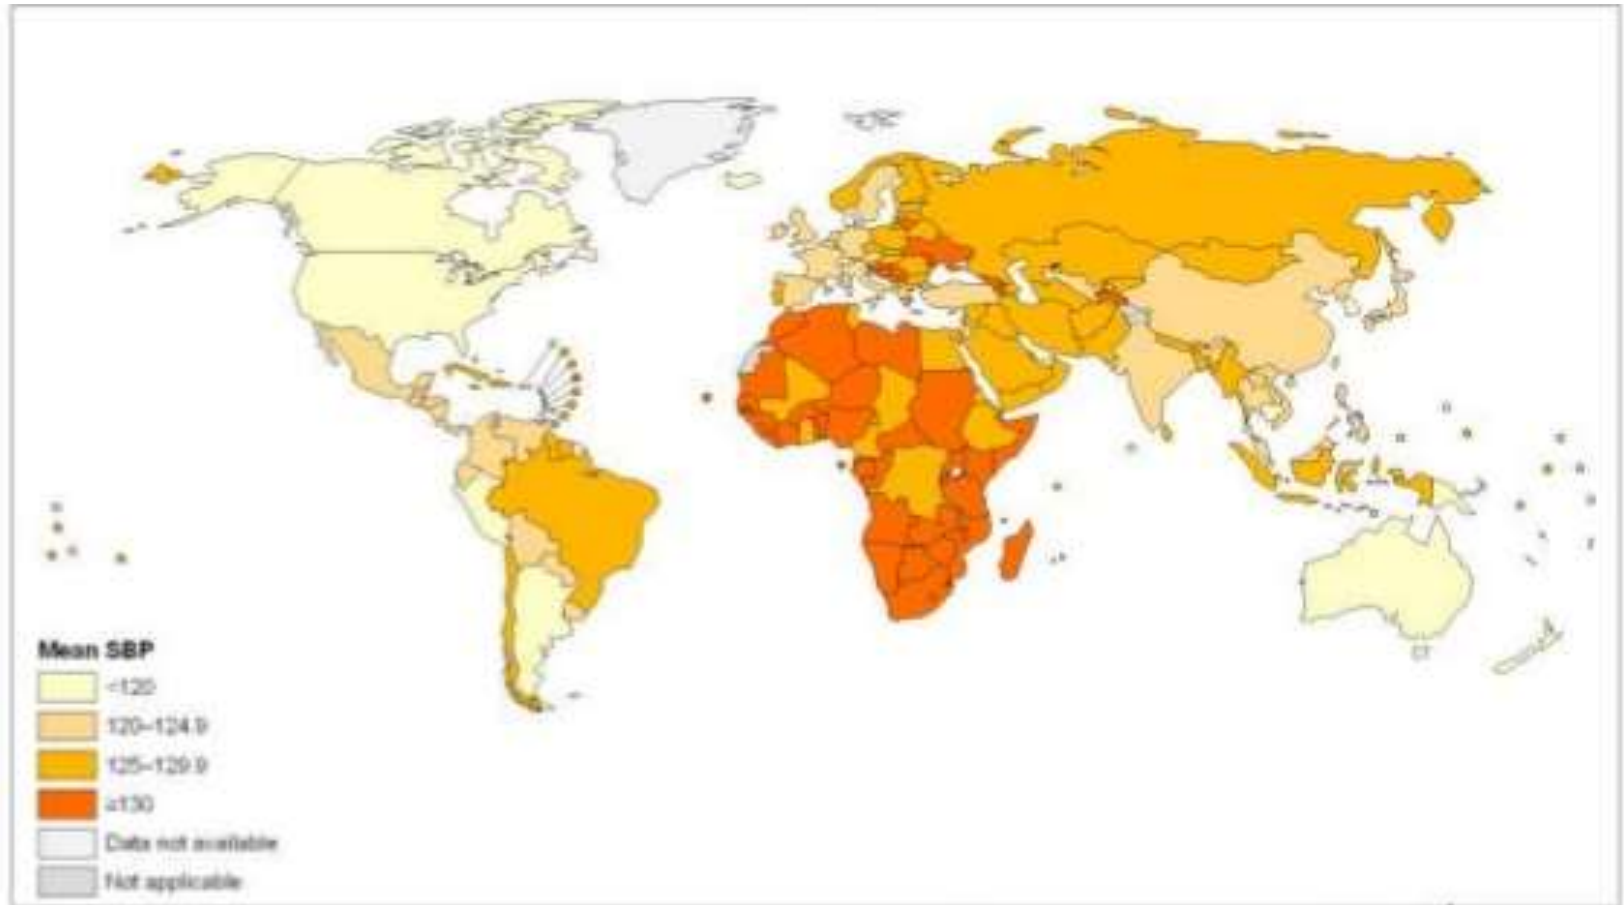 Mean SBP
<120
120–124.9
125–129.9
≥130
Data not available
Not applicable